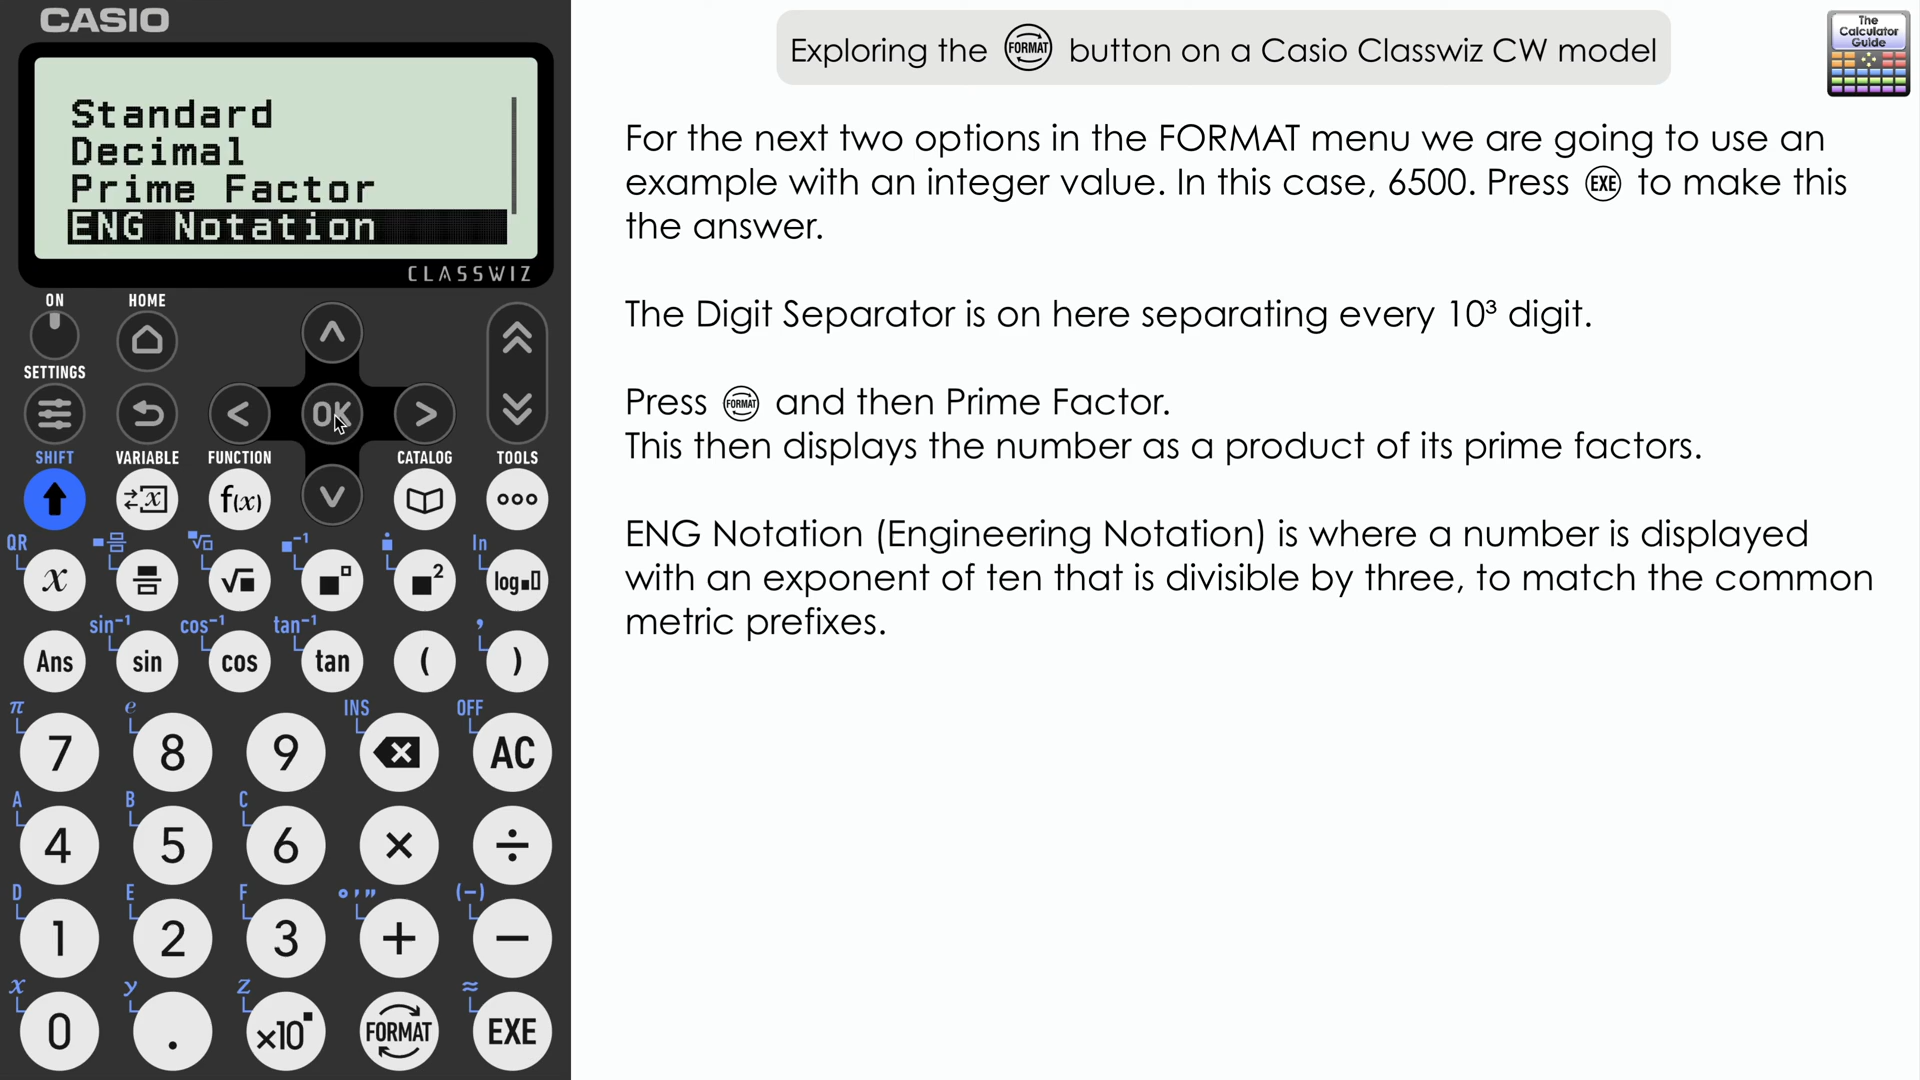 CASIO
Standard
Decimal
Prime Factor
ENG Notation
CLASSWIZ
ON HOME
SETTINGS
OK
SHIFT VARIABLE FUNCTION CATALOG TOOLS
x f(x) ooo
QR √ -1 ln
x √ 2 log
sin⁻¹ cos⁻¹ tan⁻¹ ,
Ans sin cos tan ( )
π e INS OFF
7 8 9 AC
A B C
4 5 6 × ÷
D E F ° ′ ″ (−)
1 2 3 + −
x y z ≈
0 . ×10 FORMAT EXE
Exploring the FORMAT button on a Casio Classwiz CW model
The
Calculator
Guide
For the next two options in the FORMAT menu we are going to use an
example with an integer value. In this case, 6500. Press EXE to make this
the answer.
The Digit Separator is on here separating every 10³ digit.
Press FORMAT and then Prime Factor.
This then displays the number as a product of its prime factors.
ENG Notation (Engineering Notation) is where a number is displayed
with an exponent of ten that is divisible by three, to match the common
metric prefixes.